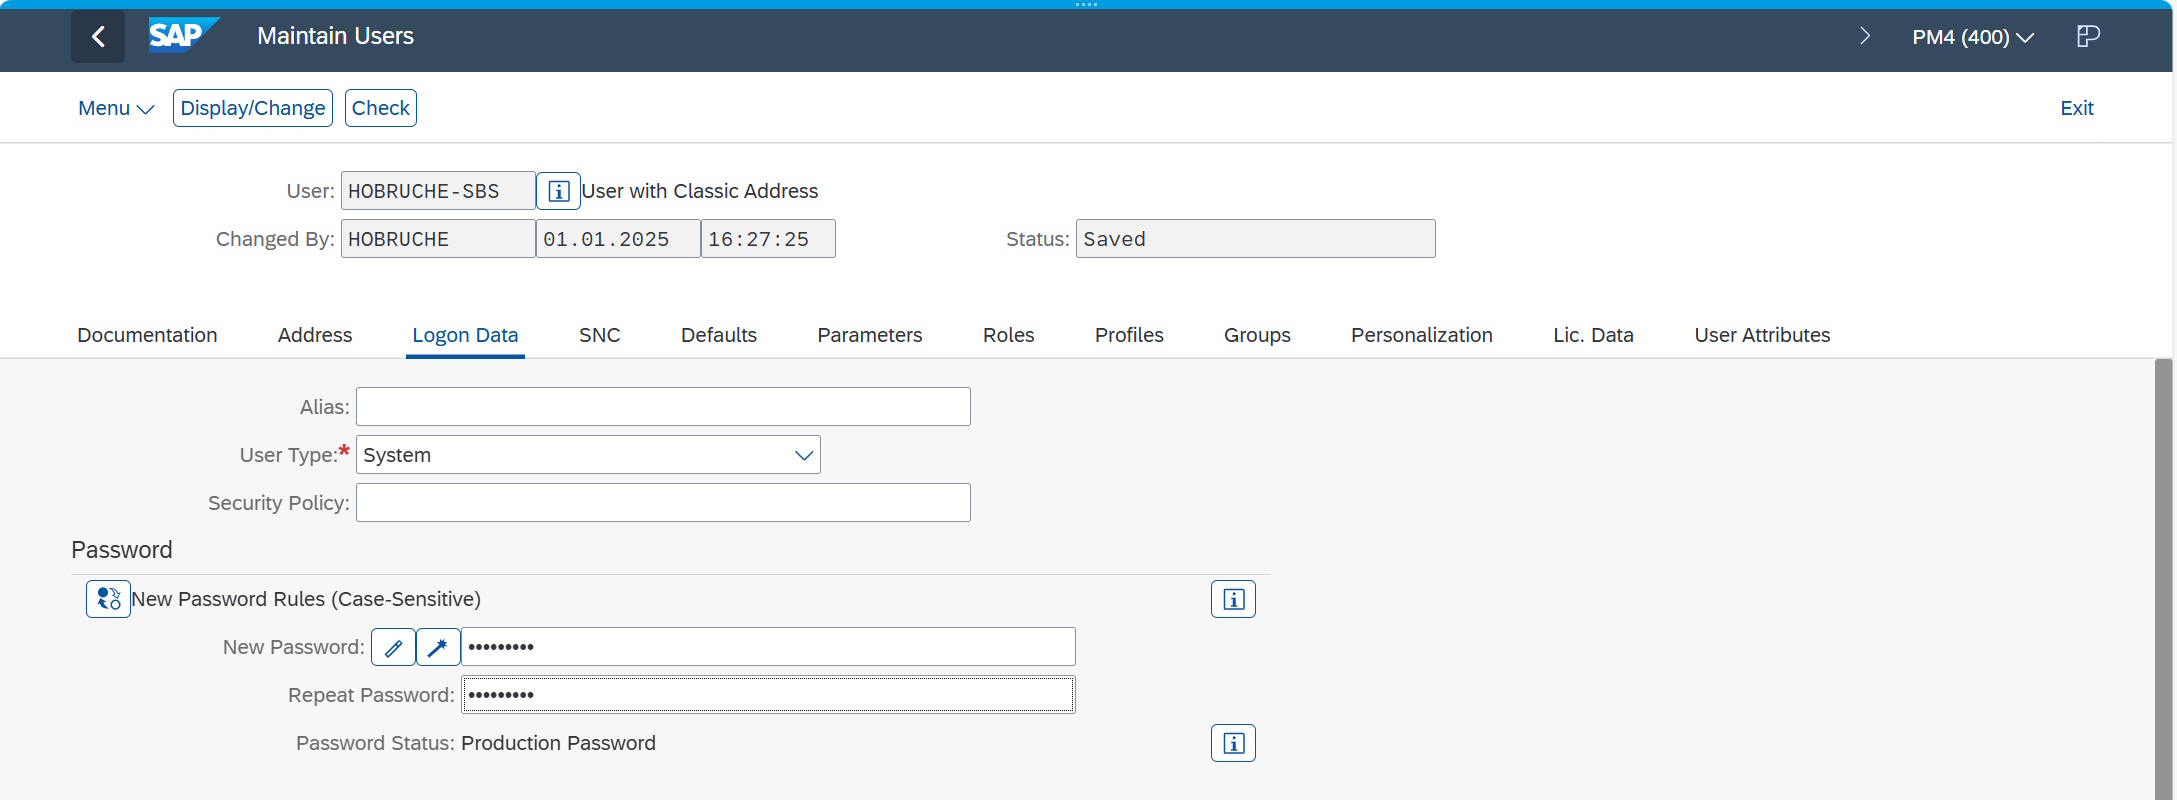 SAP Maintain Users PM4 (400)
Menu Display/Change Check Exit
User: HOBRUCHE-SBS User with Classic Address
Changed By: HOBRUCHE 01.01.2025 16:27:25 Status: Saved
Documentation Address Logon Data SNC Defaults Parameters Roles Profiles Groups Personalization Lic. Data User Attributes
Alias:
User Type:* System
Security Policy:
Password
New Password Rules (Case-Sensitive)
New Password: •••••••••
Repeat Password: •••••••••
Password Status: Production Password